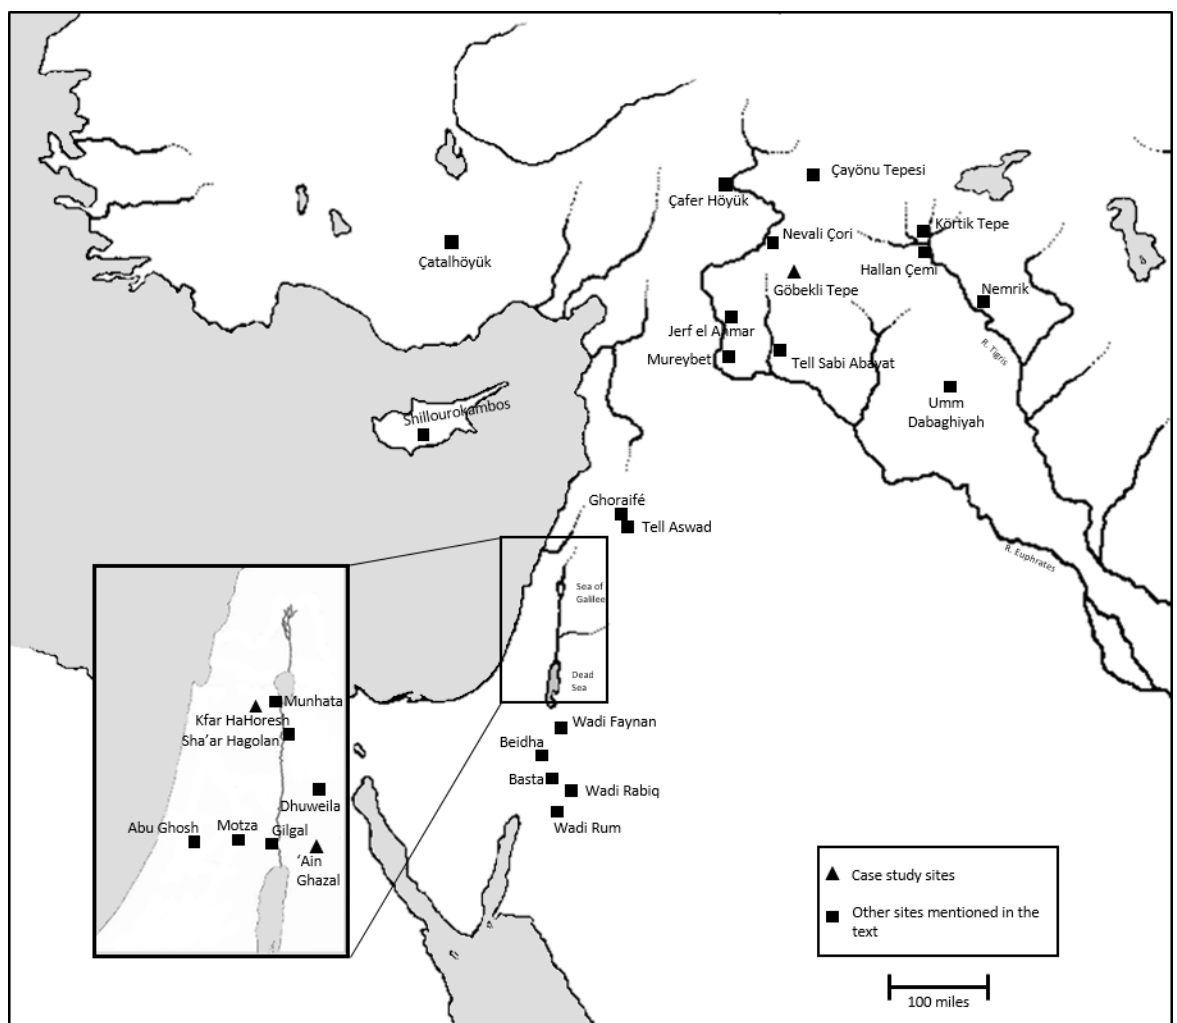 Çayönu Tepesi
Çafer Höyük
Körtik Tepe
Nevali Çori
Çatalhöyük
Hallan Çemi
Göbekli Tepe
Nemrik
Jerf el Ahmar
R. Tigris
Mureybet
Tell Sabi Abayat
Shillourokambos
Umm
Dabaghiyah
Ghoraifé
Tell Aswad
R. Euphrates
Sea of
Galilee
Dead
Sea
Munhata
Kfar HaHoresh
Sha’ar Hagolan
Wadi Faynan
Beidha
Basta
Wadi Rabiq
Dhuweila
Wadi Rum
Abu Ghosh
Motza
Gilgal
‘Ain
Ghazal
Case study sites
Other sites mentioned in the
text
100 miles